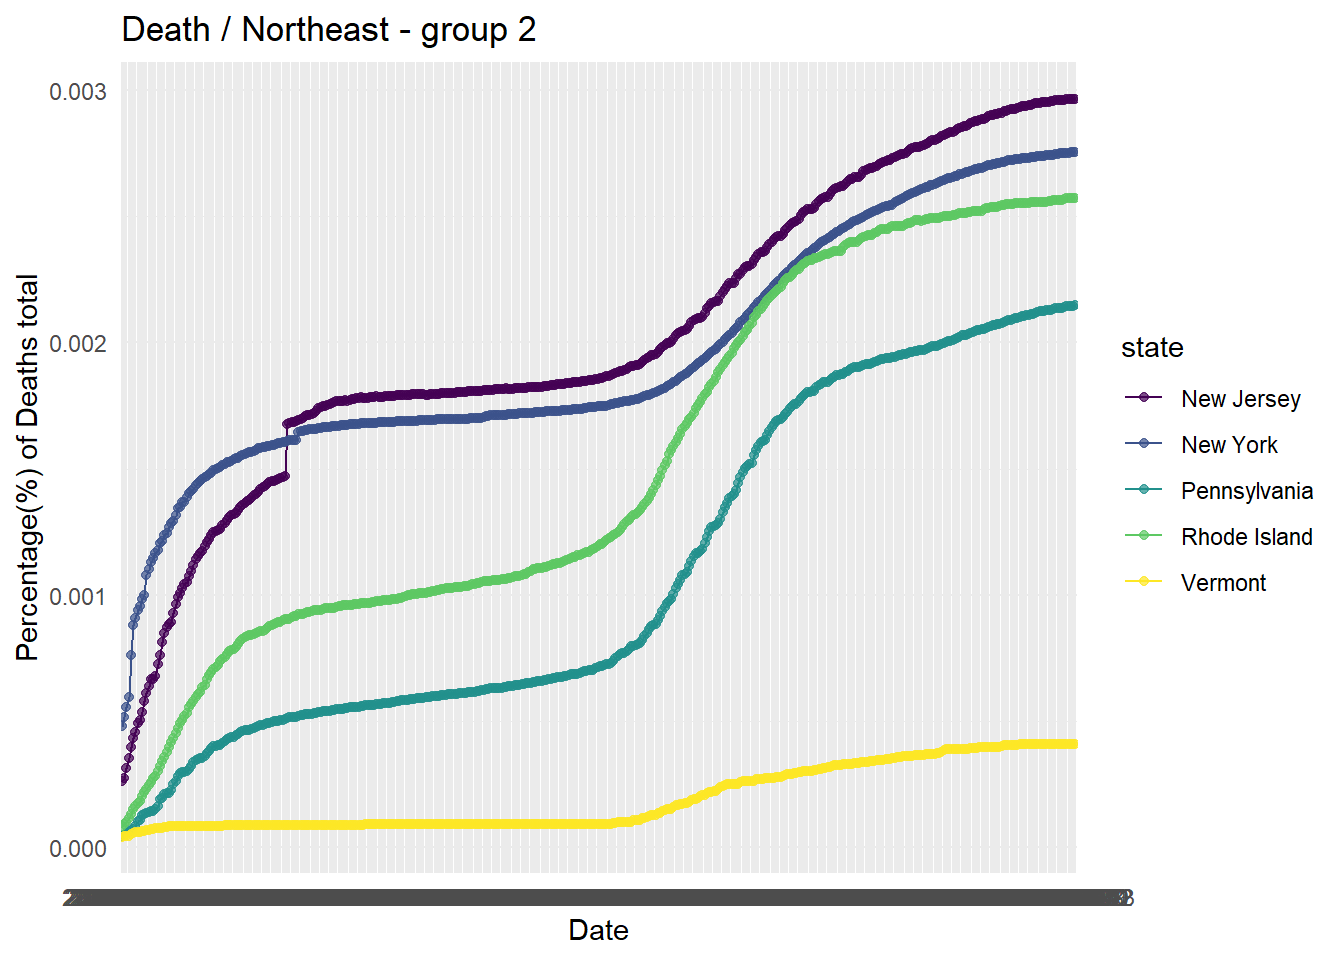 Death / Northeast - group 2
Percentage(%) of Deaths total
0.003
0.002
0.001
0.000
Date
state
New Jersey
New York
Pennsylvania
Rhode Island
Vermont